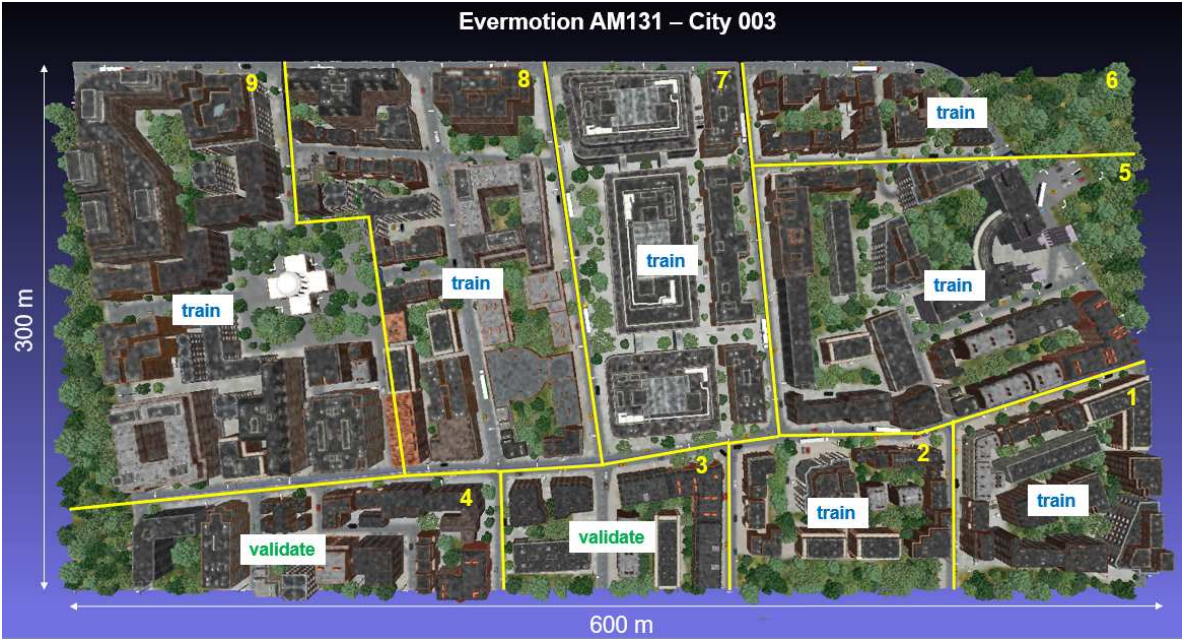 Evermotion AM131 – City 003
9
8
7
6
train
5
train
train
train
train
300 m
1
2
3
4
train
train
validate
validate
600 m